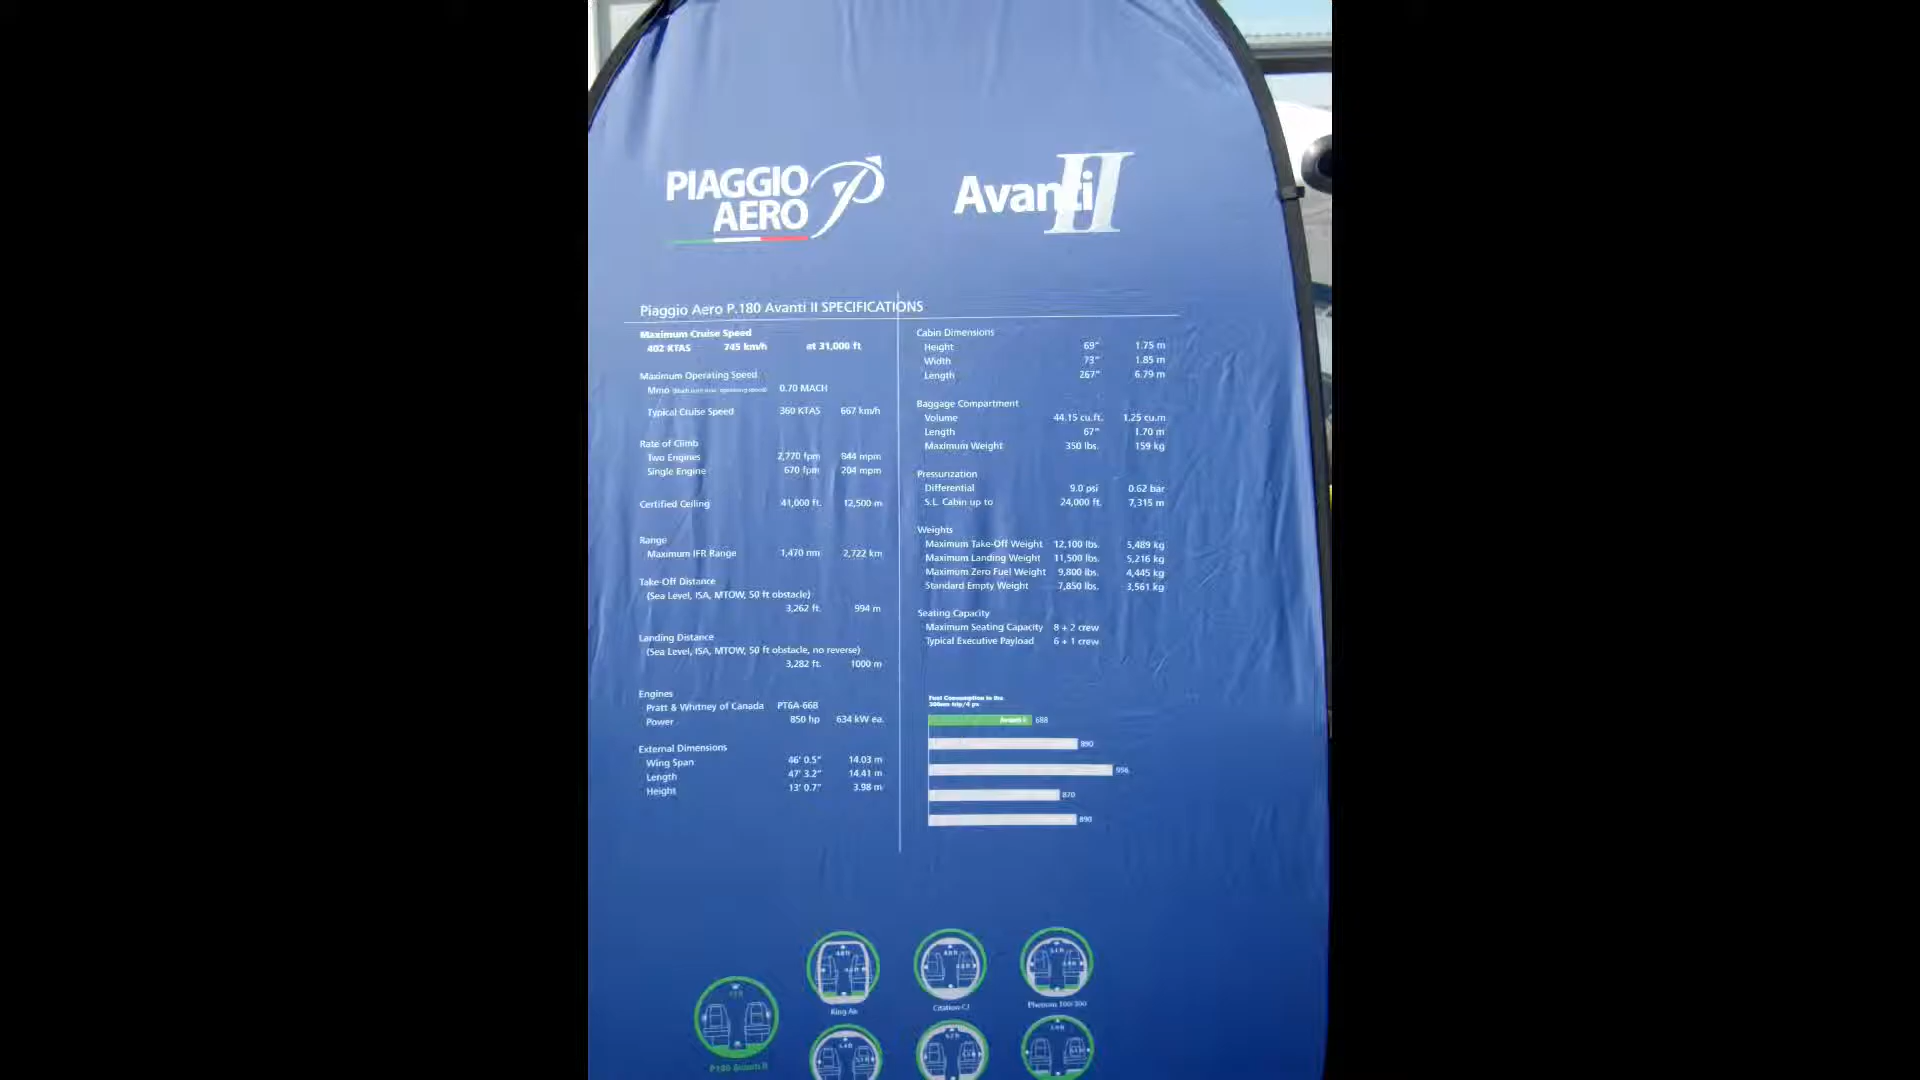 PIAGGIO
AERO
Avanti II
Piaggio Aero P.180 Avanti II SPECIFICATIONS
Maximum Cruise Speed
402 KTAS 745 km/h at 31,000 ft
Maximum Operating Speed
Mmo 0.70 MACH
Typical Cruise Speed 360 KTAS 667 km/h
Rate of Climb
Two Engines 2,770 fpm 844 mpm
Single Engine 670 fpm 204 mpm
Certified Ceiling 41,000 ft. 12,500 m
Range
Maximum IFR Range 1,470 nm 2,722 km
Take-Off Distance
(Sea Level, ISA, MTOW, 50 ft obstacle)
3,262 ft. 994 m
Landing Distance
(Sea Level, ISA, MTOW, 50 ft obstacle, no reverse)
3,282 ft. 1000 m
Engines
Pratt & Whitney of Canada PT6A-66B
Power 850 hp 634 kW ea.
External Dimensions
Wing Span 46' 0.5" 14.03 m
Length 47' 3.2" 14.41 m
Height 13' 0.7" 3.98 m
Cabin Dimensions
Height 69" 1.75 m
Width 73" 1.85 m
Length 267" 6.79 m
Baggage Compartment
Volume 44.15 cu.ft. 1.25 cu.m
Length 67" 1.70 m
Maximum Weight 350 lbs. 159 kg
Pressurization
Differential 9.0 psi 0.62 bar
S.L. Cabin up to 24,000 ft. 7,315 m
Weights
Maximum Take-Off Weight 12,100 lbs. 5,489 kg
Maximum Landing Weight 11,500 lbs. 5,216 kg
Maximum Zero Fuel Weight 9,800 lbs. 4,445 kg
Standard Empty Weight 7,850 lbs. 3,561 kg
Seating Capacity
Maximum Seating Capacity 8 + 2 crew
Typical Executive Payload 6 + 1 crew
Fuel Consumption in lbs
300nm trip/4 px
Avanti II 688
890
996
870
890
King Air
Citation CJ
Phenom 100/300
P180 Avanti II